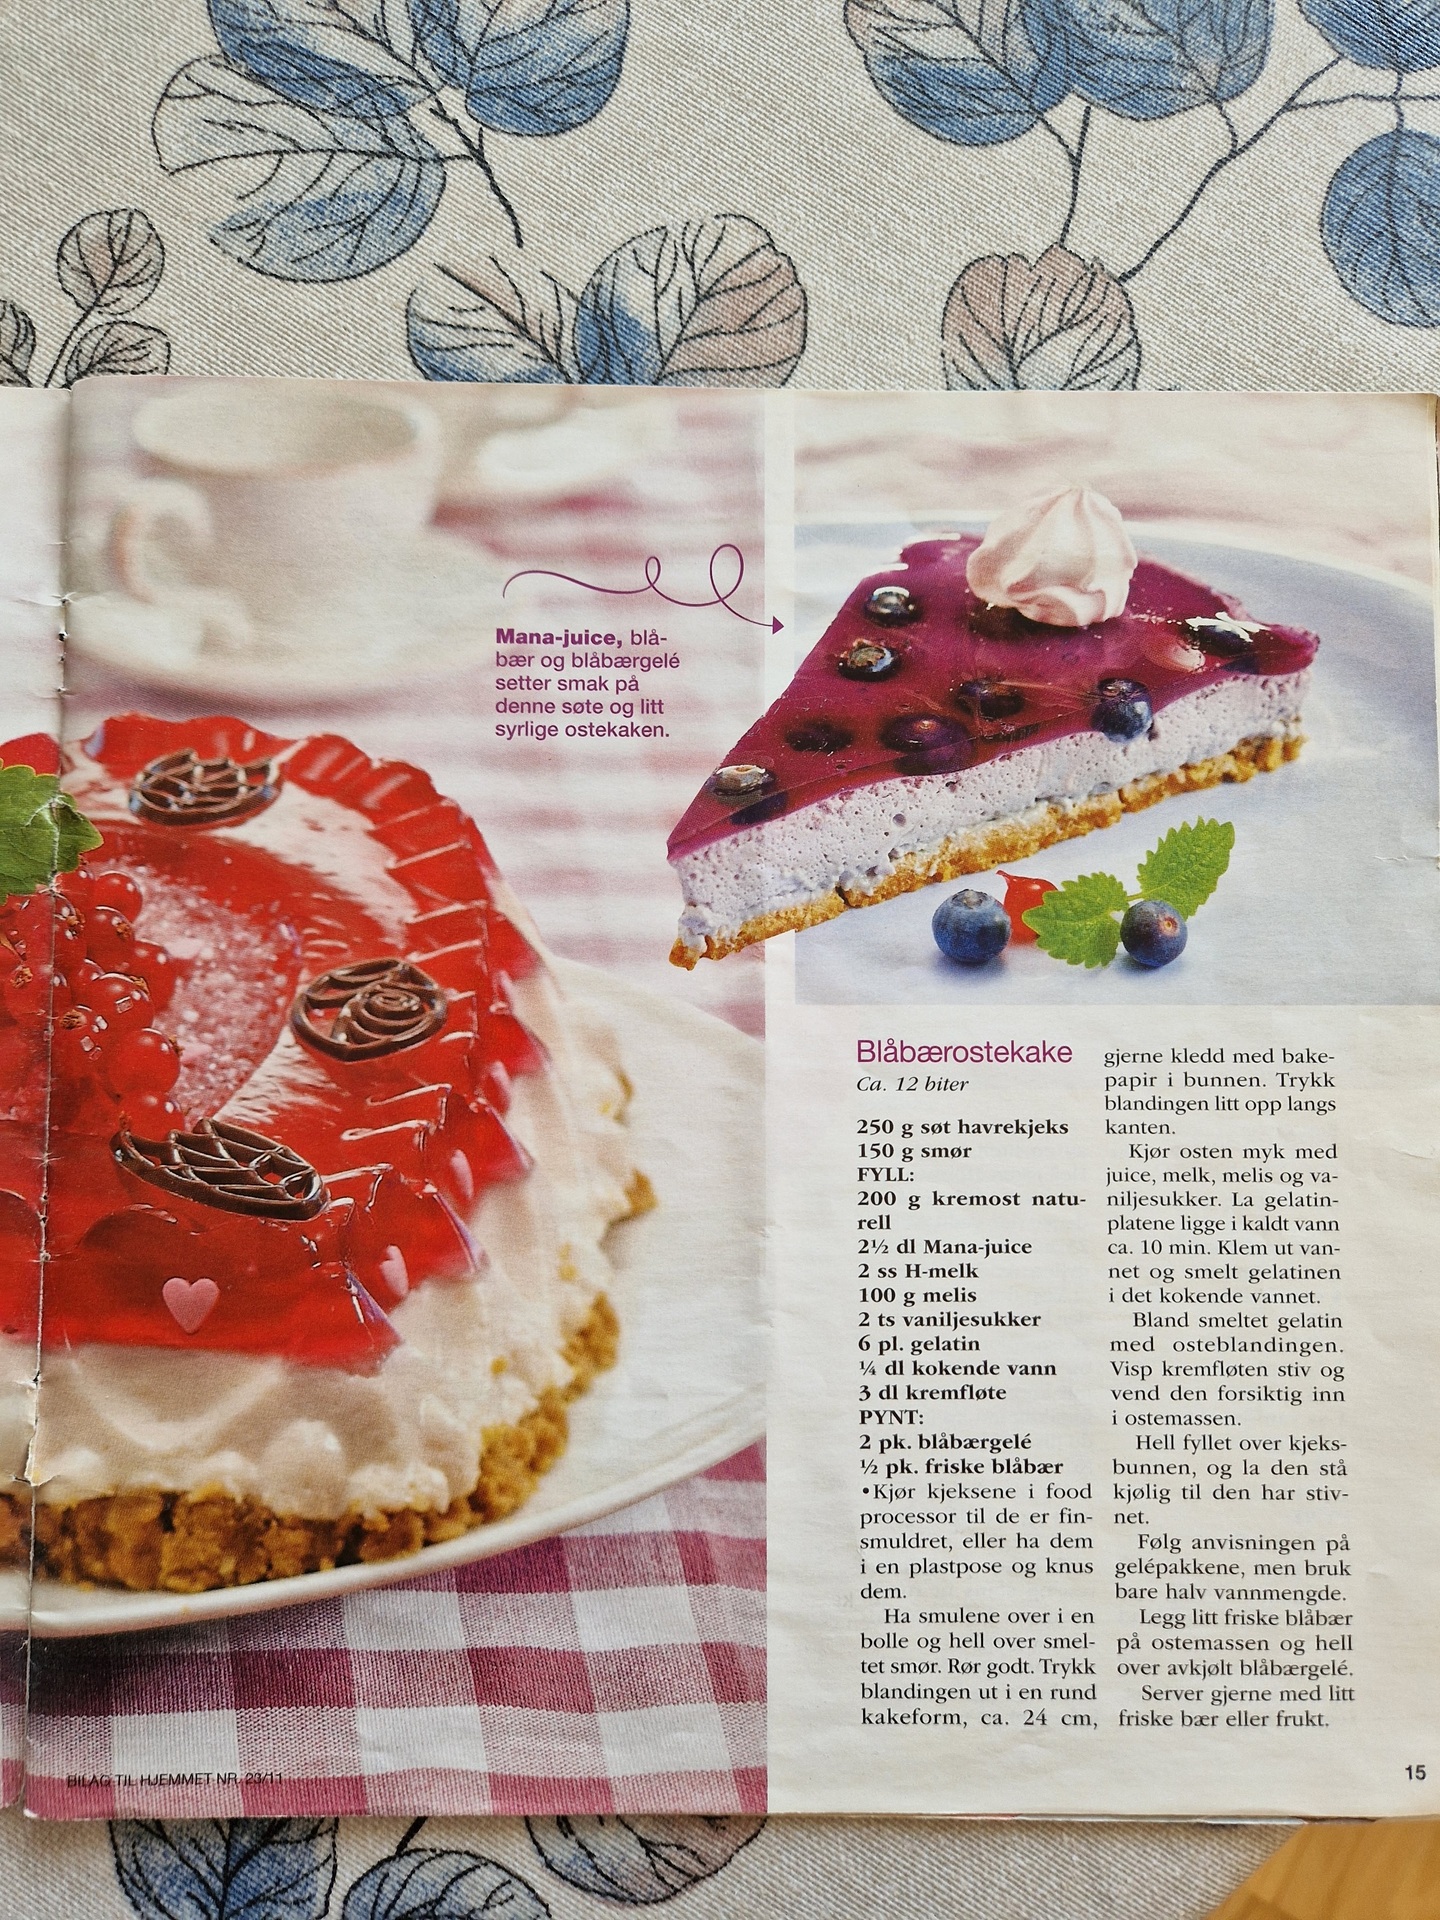 Mana-juice, blå-
bær og blåbærgelé
setter smak på
denne søte og litt
syrlige ostekaken.
Blåbærostekake
Ca. 12 biter
250 g søt havrekjeks
150 g smør
FYLL:
200 g kremost natu-
rell
2½ dl Mana-juice
2 ss H-melk
100 g melis
2 ts vaniljesukker
6 pl. gelatin
¼ dl kokende vann
3 dl kremfløte
PYNT:
2 pk. blåbærgelé
½ pk. friske blåbær
•Kjør kjeksene i food
processor til de er fin-
smuldret, eller ha dem
i en plastpose og knus
dem.
Ha smulene over i en
bolle og hell over smel-
tet smør. Rør godt. Trykk
blandingen ut i en rund
kakeform, ca. 24 cm,
gjerne kledd med bake-
papir i bunnen. Trykk
blandingen litt opp langs
kanten.
Kjør osten myk med
juice, melk, melis og va-
niljesukker. La gelatin-
platene ligge i kaldt vann
ca. 10 min. Klem ut van-
net og smelt gelatinen
i det kokende vannet.
Bland smeltet gelatin
med osteblandingen.
Visp kremfløten stiv og
vend den forsiktig inn
i ostemassen.
Hell fyllet over kjeks-
bunnen, og la den stå
kjølig til den har stiv-
net.
Følg anvisningen på
gelépakkene, men bruk
bare halv vannmengde.
Legg litt friske blåbær
på ostemassen og hell
over avkjølt blåbærgelé.
Server gjerne med litt
friske bær eller frukt.
BILAG TIL HJEMMET NR. 23/11
15